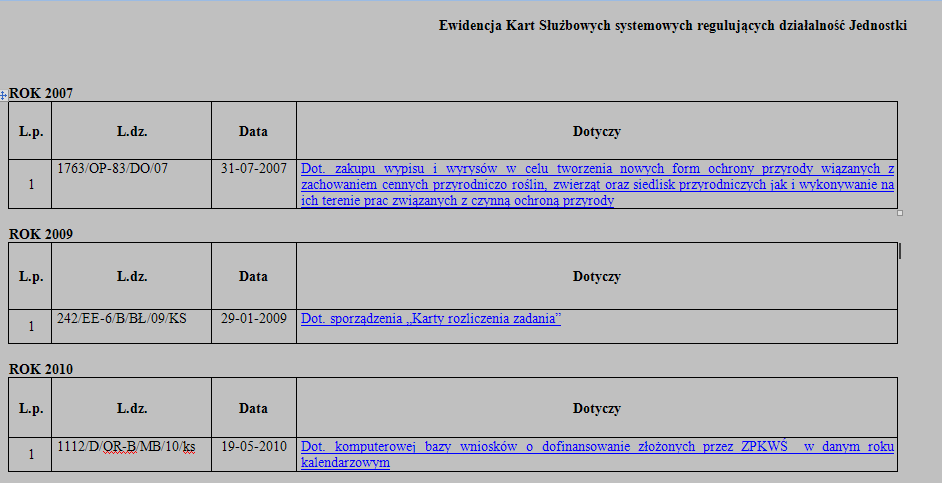 Ewidencja Kart Służbowych systemowych regulujących działalność Jednostki
ROK 2007
L.p. L.dz. Data Dotyczy
1 1763/OP-83/DO/07 31-07-2007 Dot. zakupu wypisu i wyrysów w celu tworzenia nowych form ochrony przyrody wiązanych z
zachowaniem cennych przyrodniczo roślin, zwierząt oraz siedlisk przyrodniczych jak i wykonywanie na
ich terenie prac związanych z czynną ochroną przyrody
ROK 2009
L.p. L.dz. Data Dotyczy
1 242/EE-6/B/BŁ/09/KS 29-01-2009 Dot. sporządzenia „Karty rozliczenia zadania”
ROK 2010
L.p. L.dz. Data Dotyczy
1 1112/D/OR-B/MB/10/ks 19-05-2010 Dot. komputerowej bazy wniosków o dofinansowanie złożonych przez ZPKWŚ w danym roku
kalendarzowym